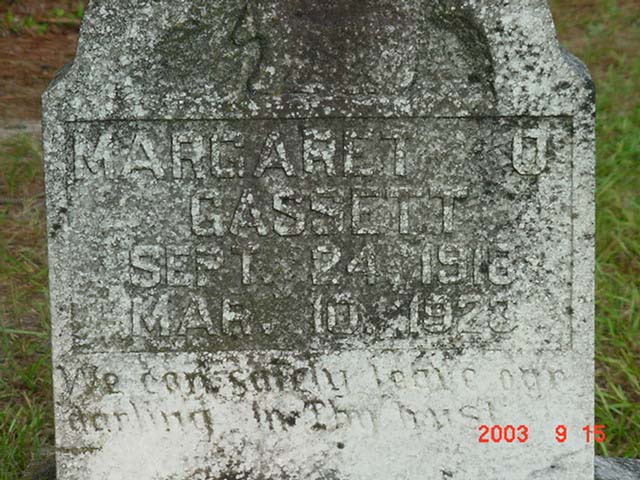 MARGARET O
GASSETT
SEPT. 24, 1916
MAR. 10, 1923
We can safely leave our
darling in Thy trust
2003 9 15